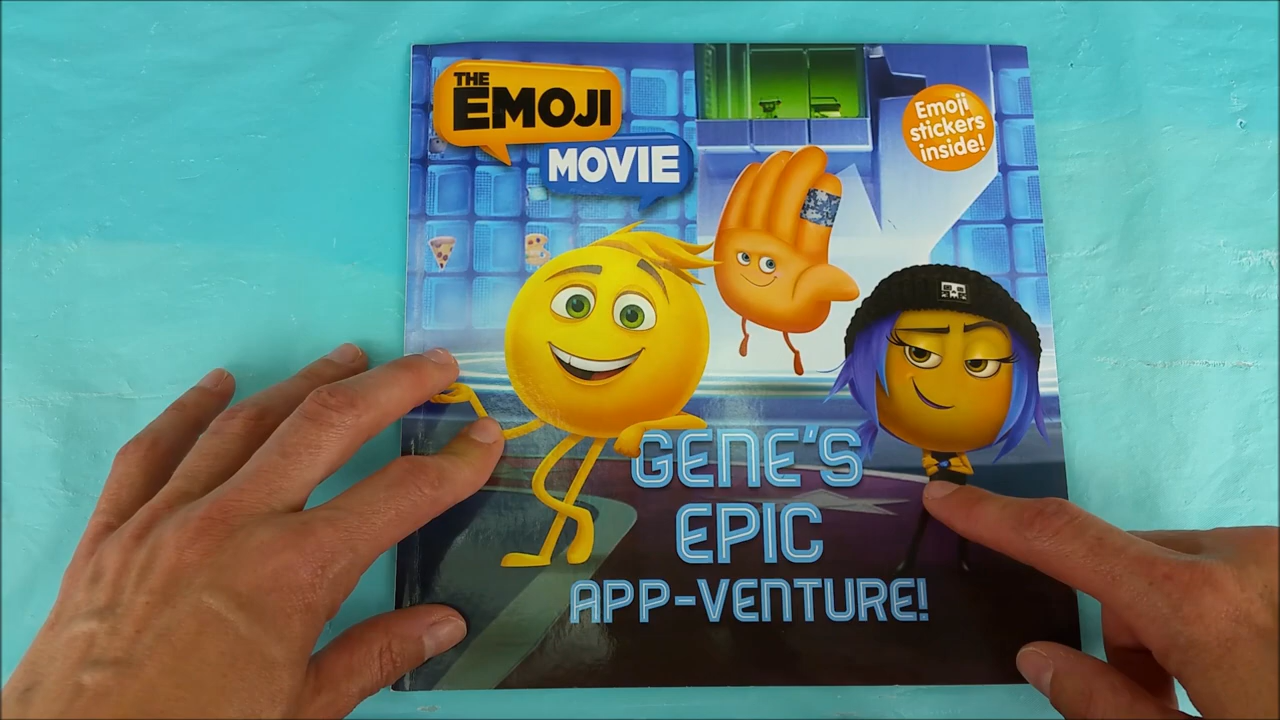 THE
EMOJI
MOVIE
Emoji
stickers
inside!
GENE'S
EPIC
APP-VENTURE!